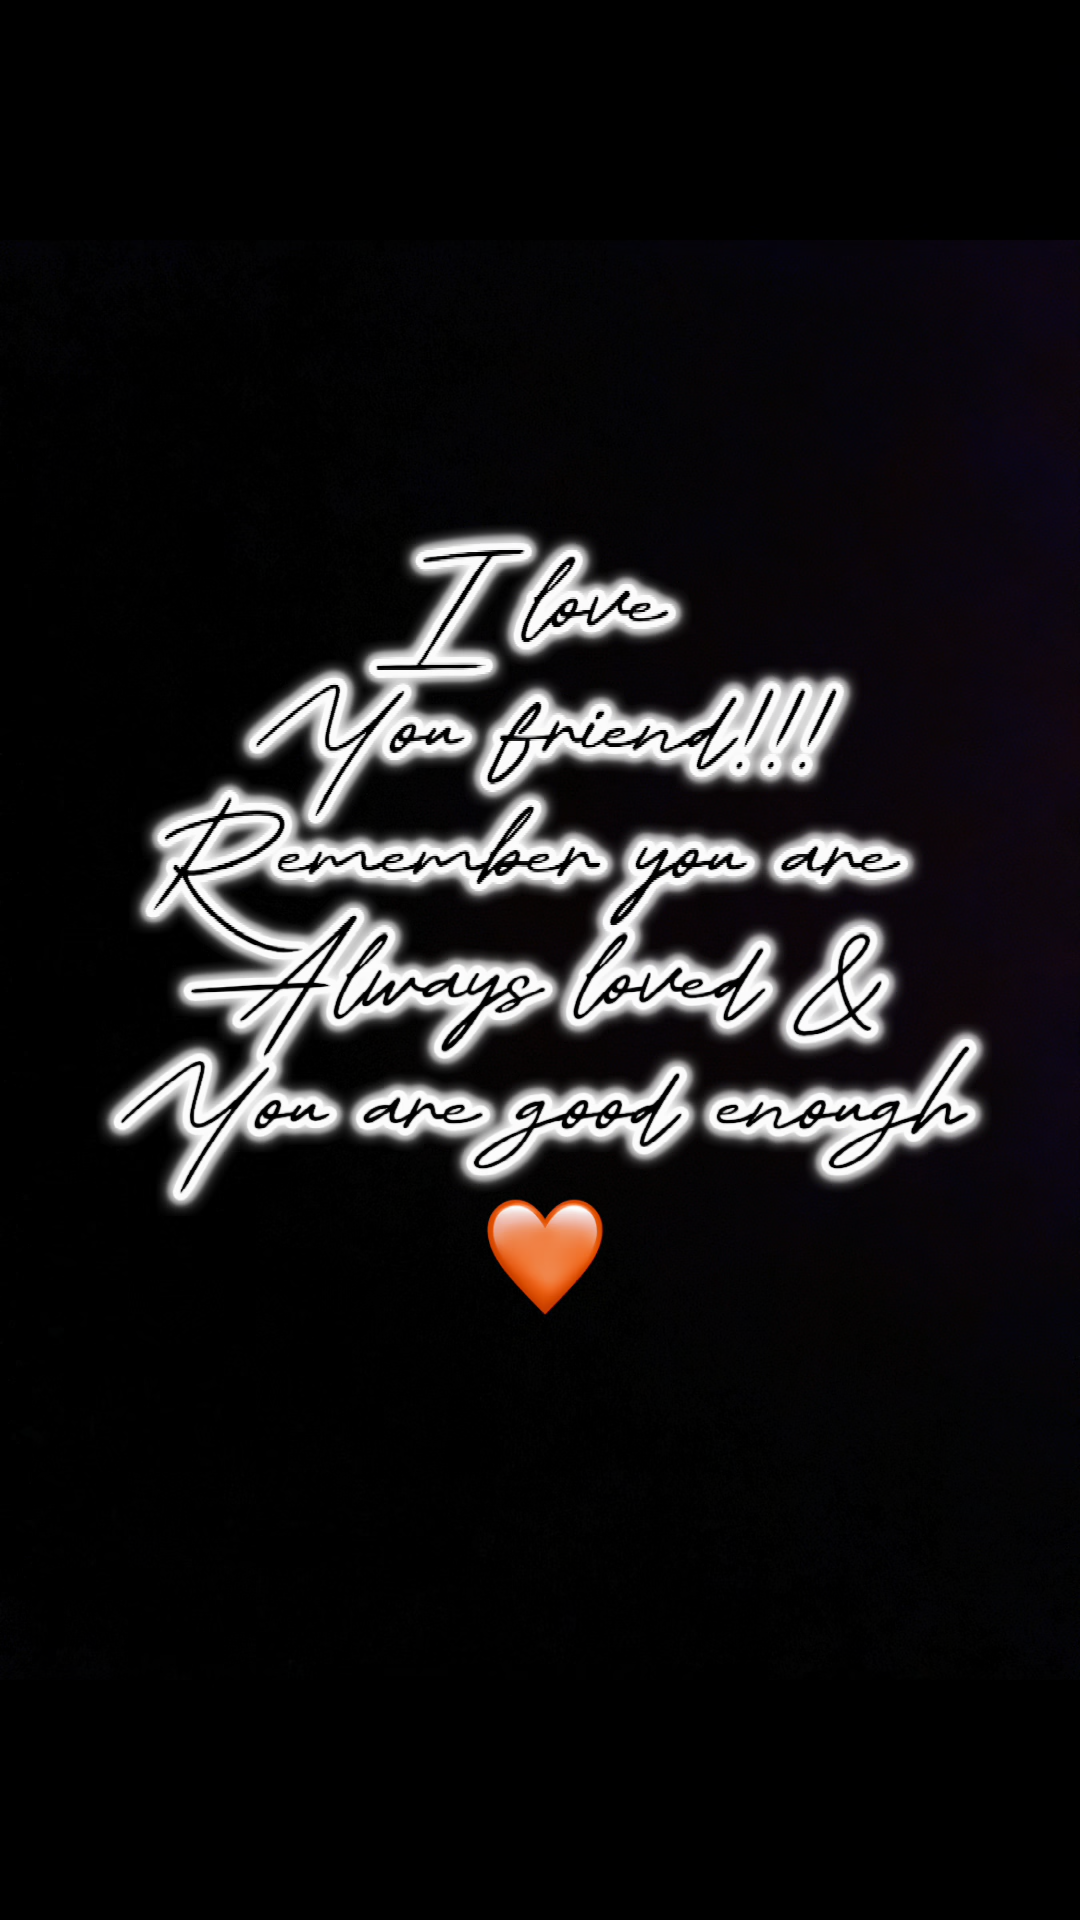 I love
You friend!!!
Remember you are
Always loved &
You are good enough
🧡